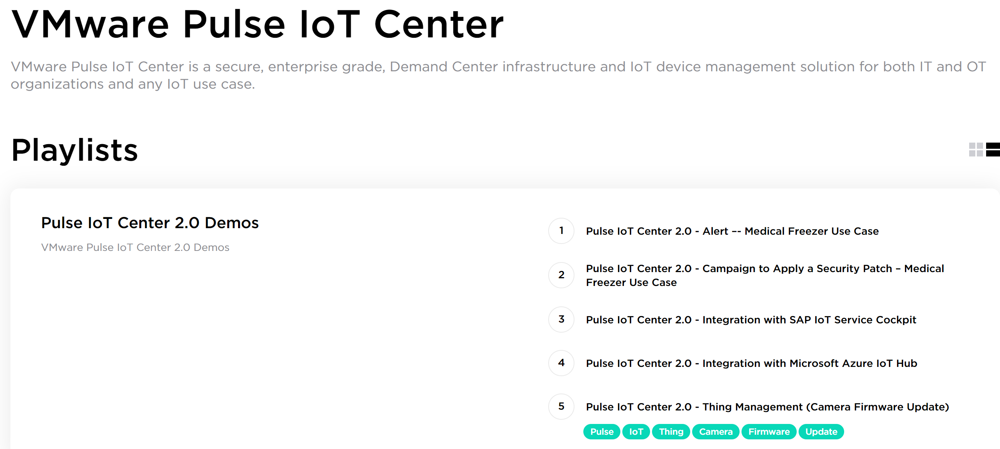 VMware Pulse IoT Center
VMware Pulse IoT Center is a secure, enterprise grade, Demand Center infrastructure and IoT device management solution for both IT and OT
organizations and any IoT use case.
Playlists
Pulse IoT Center 2.0 Demos
VMware Pulse IoT Center 2.0 Demos
1
Pulse IoT Center 2.0 - Alert –- Medical Freezer Use Case
2
Pulse IoT Center 2.0 - Campaign to Apply a Security Patch – Medical
Freezer Use Case
3
Pulse IoT Center 2.0 - Integration with SAP IoT Service Cockpit
4
Pulse IoT Center 2.0 - Integration with Microsoft Azure IoT Hub
5
Pulse IoT Center 2.0 - Thing Management (Camera Firmware Update)
Pulse IoT Thing Camera Firmware Update